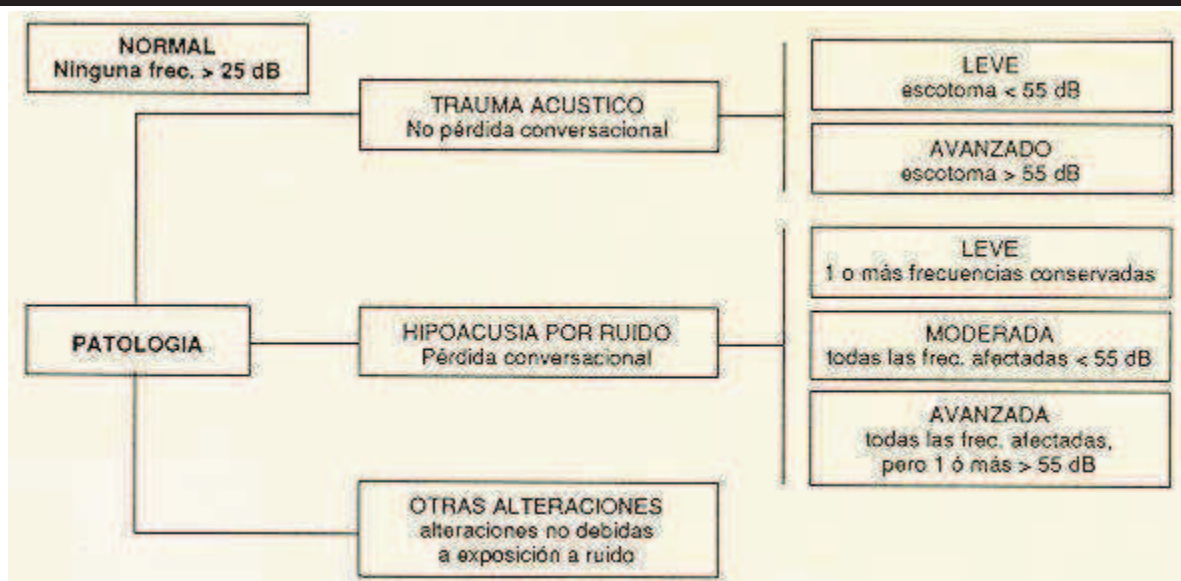 NORMAL
Ninguna frec. > 25 dB
TRAUMA ACUSTICO
No pérdida conversacional
LEVE
escotoma < 55 dB
AVANZADO
escotoma > 55 dB
PATOLOGIA
HIPOACUSIA POR RUIDO
Pérdida conversacional
LEVE
1 o más frecuencias conservadas
MODERADA
todas las frec. afectadas < 55 dB
AVANZADA
todas las frec. afectadas,
pero 1 ó más > 55 dB
OTRAS ALTERACIONES
alteraciones no debidas
a exposición a ruido